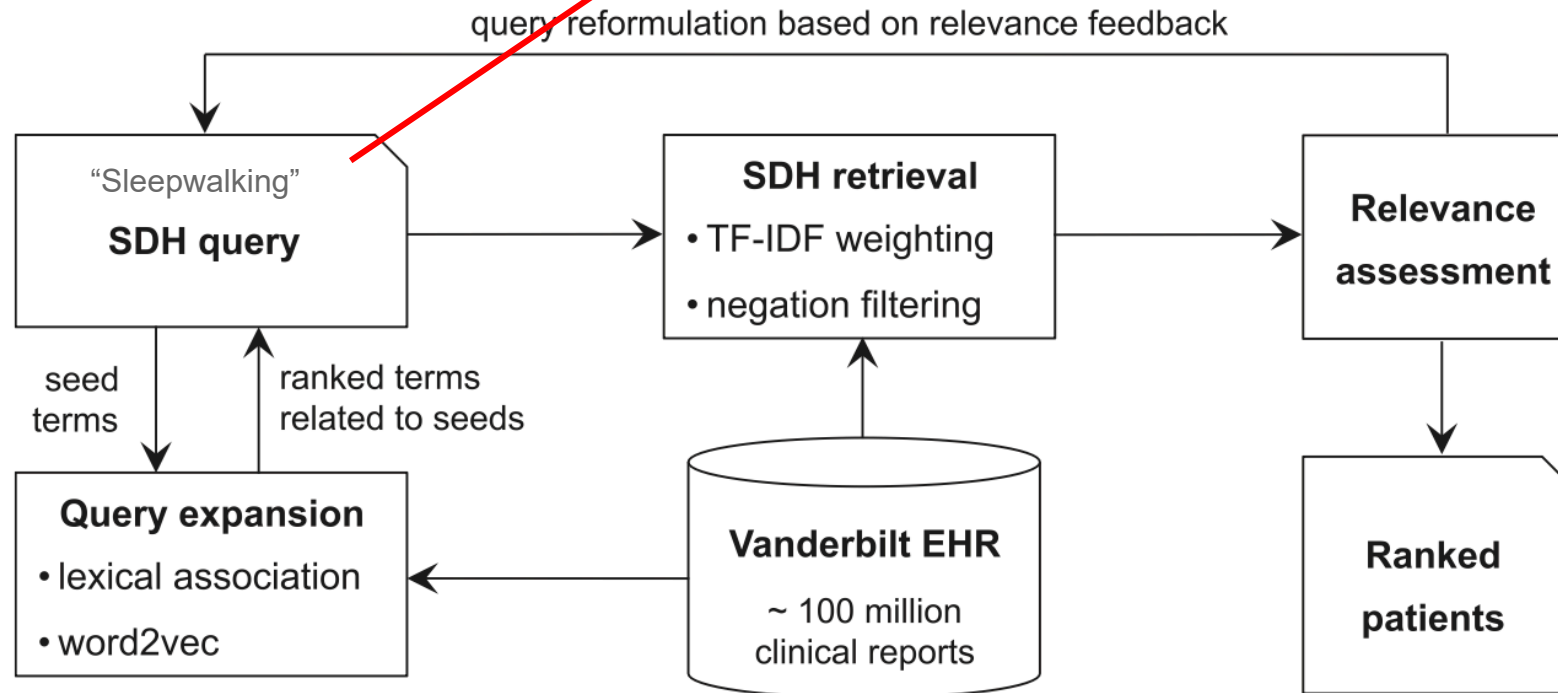 query reformulation based on relevance feedback
“Sleepwalking”
SDH query
SDH retrieval
• TF-IDF weighting
• negation filtering
Relevance
assessment
seed
terms
ranked terms
related to seeds
Query expansion
• lexical association
• word2vec
Vanderbilt EHR
~ 100 million
clinical reports
Ranked
patients